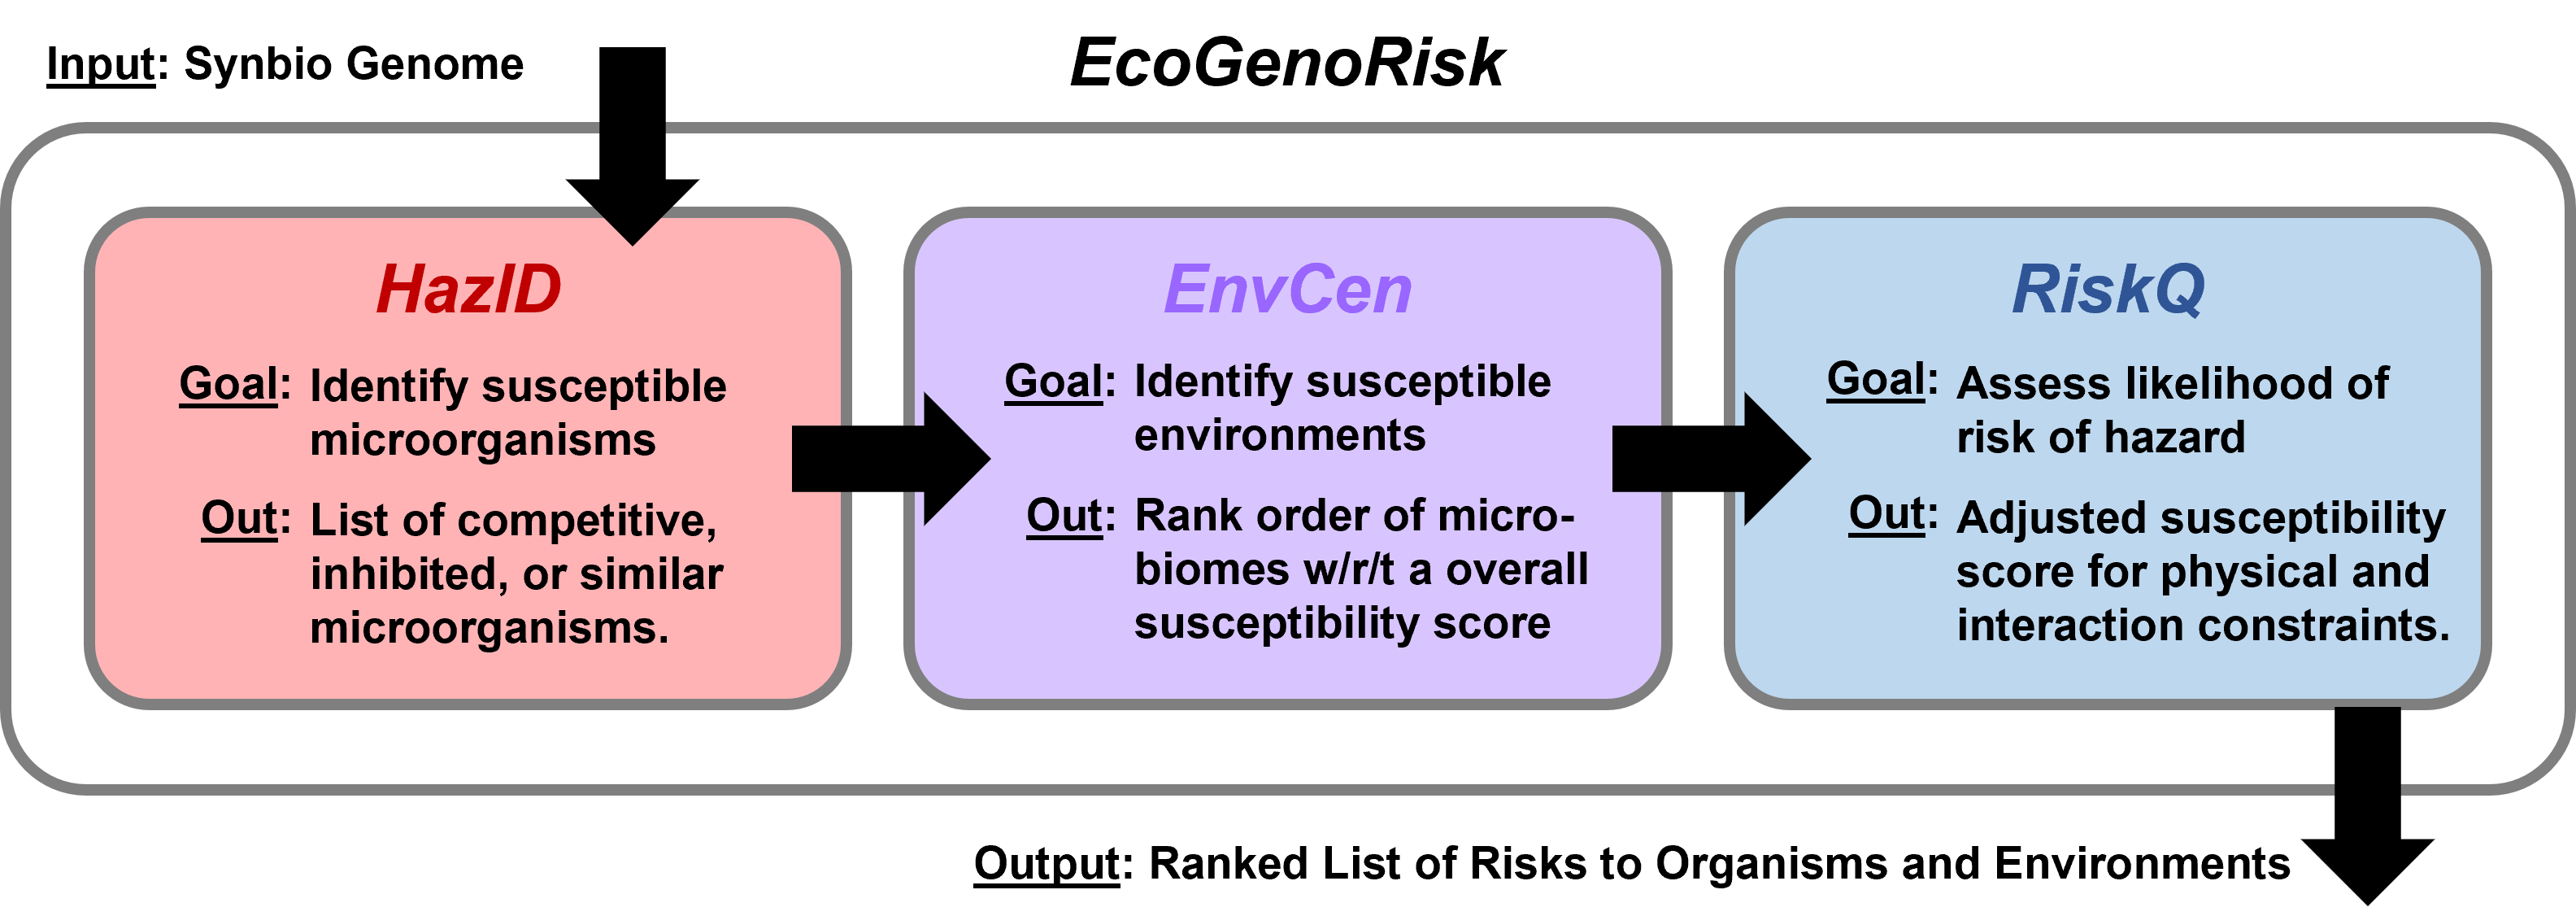 Input: Synbio Genome
EcoGenoRisk
HazID
Goal: Identify susceptible
microorganisms
Out: List of competitive,
inhibited, or similar
microorganisms.
EnvCen
Goal: Identify susceptible
environments
Out: Rank order of micro-
biomes w/r/t a overall
susceptibility score
RiskQ
Goal: Assess likelihood of
risk of hazard
Out: Adjusted susceptibility
score for physical and
interaction constraints.
Output: Ranked List of Risks to Organisms and Environments